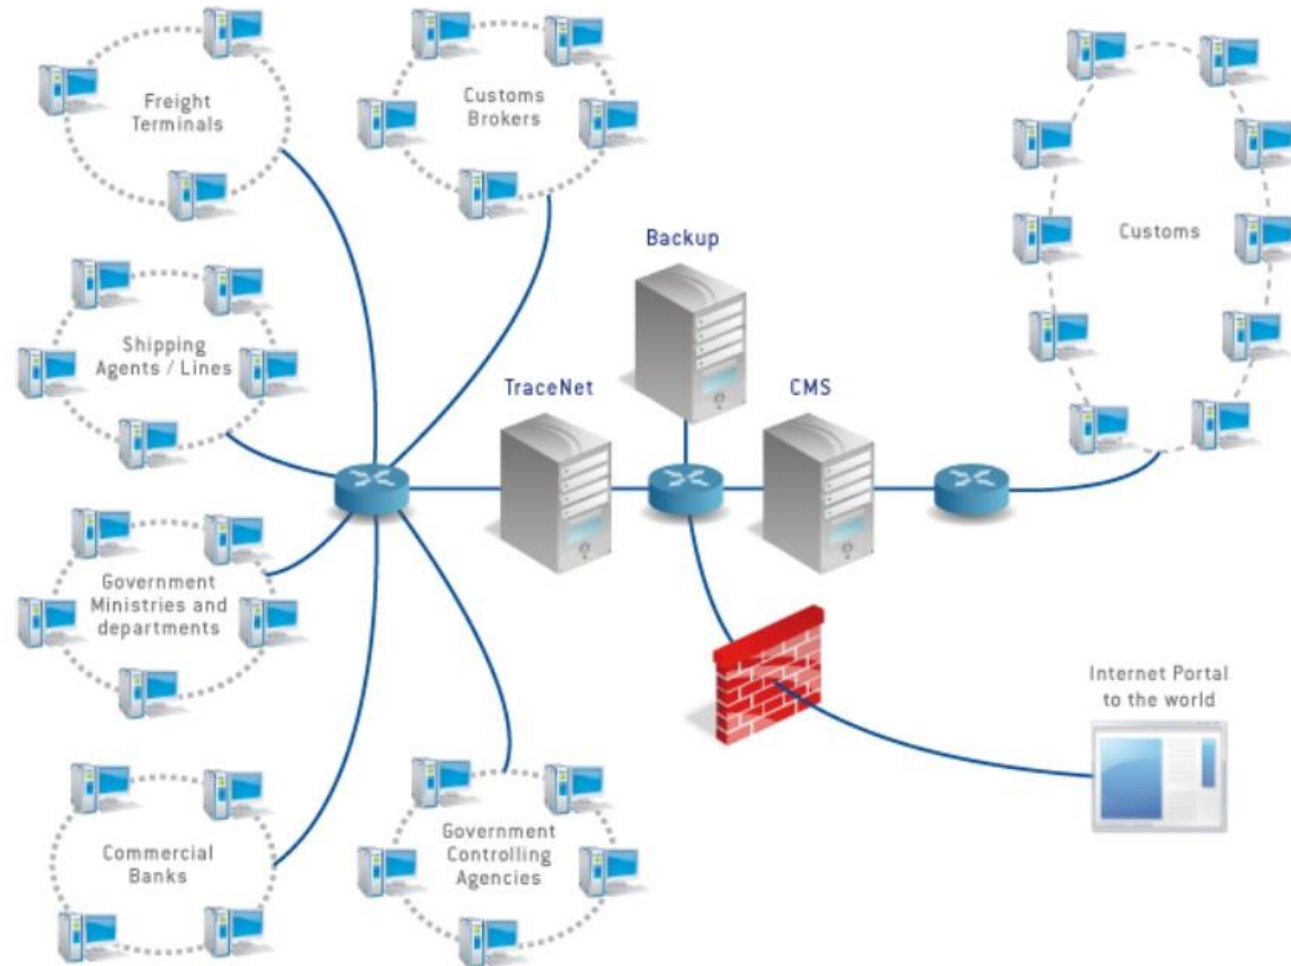 Freight
Terminals
Customs
Brokers
Customs
Backup
Shipping
Agents / Lines
TraceNet
CMS
Government
Ministries and
departments
Internet Portal
to the world
Commercial
Banks
Government
Controlling
Agencies